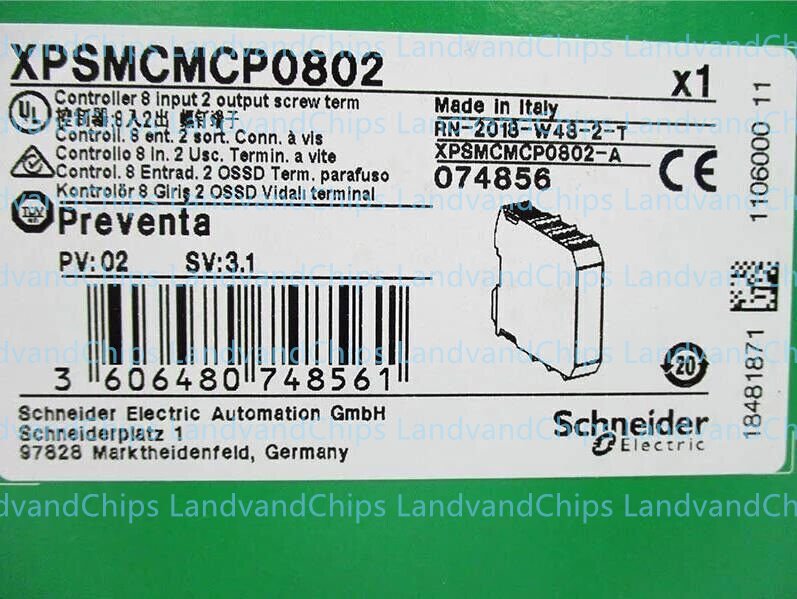 XPSMCMCP0802
x1
UL
Controller 8 input 2 output screw term
控制器:8入2出 螺钉端子
Controll. 8 ent. 2 sort. Conn. à vis
Controllo 8 In. 2 Usc. Termin. a vite
Control. 8 Entrad. 2 OSSD Term. parafuso
Kontrolör 8 Giriş 2 OSSD Vidalı terminal
Made in Italy
RN-2018-W48-2-T
XPSMCMCP0802-A
074856
CE
TÜV
Preventa
PV:02 SV:3.1
3 606480 748561
1106000 11
18481871
20
Schneider Electric Automation GmbH
Schneiderplatz 1
97828 Marktheidenfeld, Germany
Schneider
Electric
LandvandChips LandvandChips LandvandChips LandvandChips